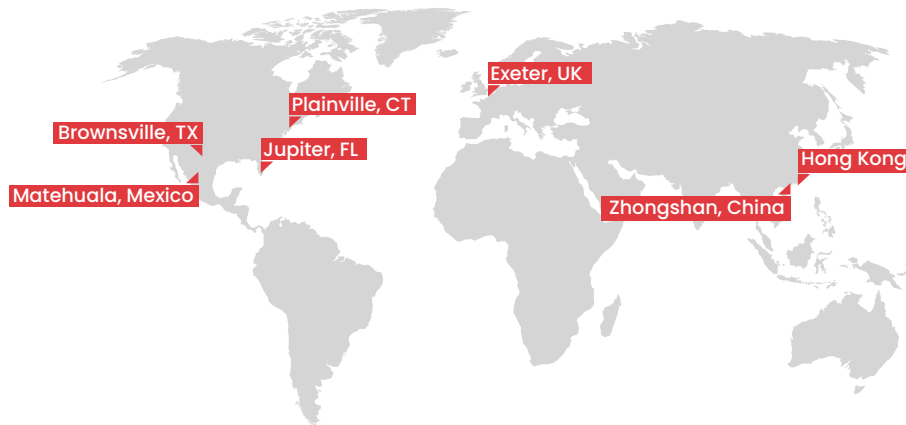 Exeter, UK
Plainville, CT
Brownsville, TX
Jupiter, FL
Hong Kong
Matehuala, Mexico
Zhongshan, China